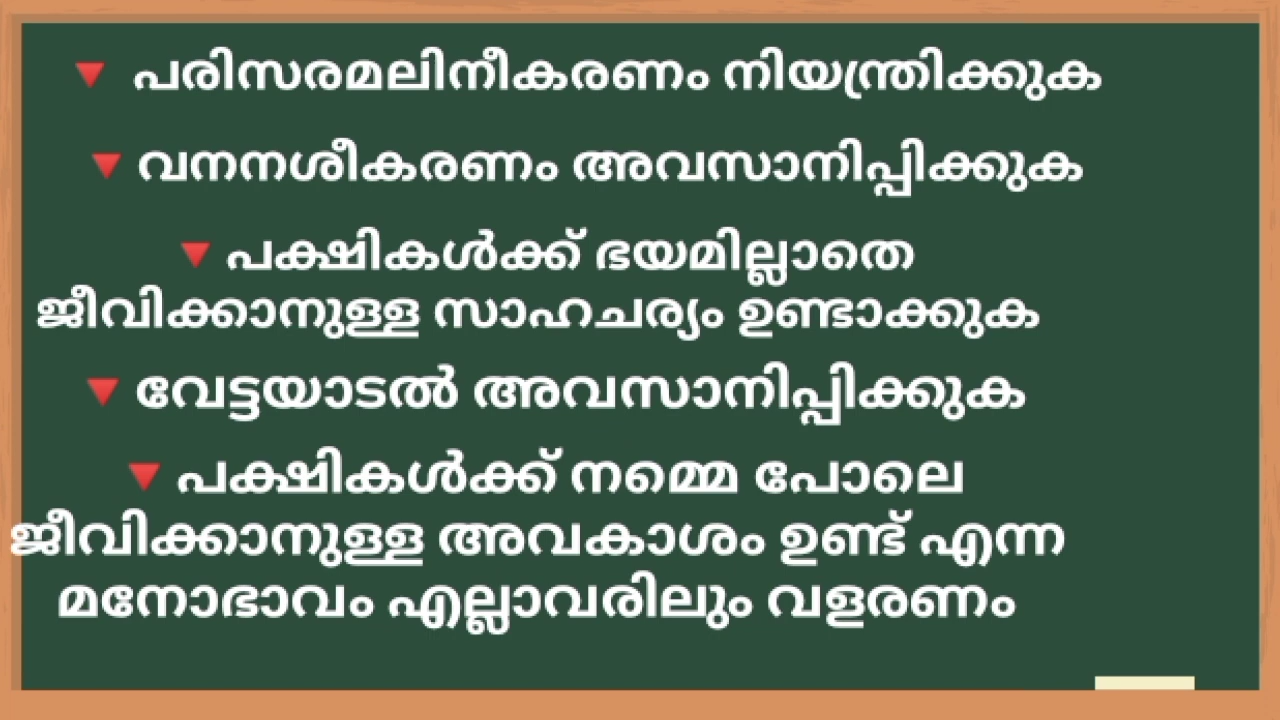 🔻 പരിസരമലിനീകരണം നിയന്ത്രിക്കുക
🔻 വനനശീകരണം അവസാനിപ്പിക്കുക
🔻 പക്ഷികൾക്ക് ഭയമില്ലാതെ
ജീവിക്കാനുള്ള സാഹചര്യം ഉണ്ടാക്കുക
🔻 വേട്ടയാടൽ അവസാനിപ്പിക്കുക
🔻 പക്ഷികൾക്ക് നമ്മെ പോലെ
ജീവിക്കാനുള്ള അവകാശം ഉണ്ട് എന്ന
മനോഭാവം എല്ലാവരിലും വളരണം